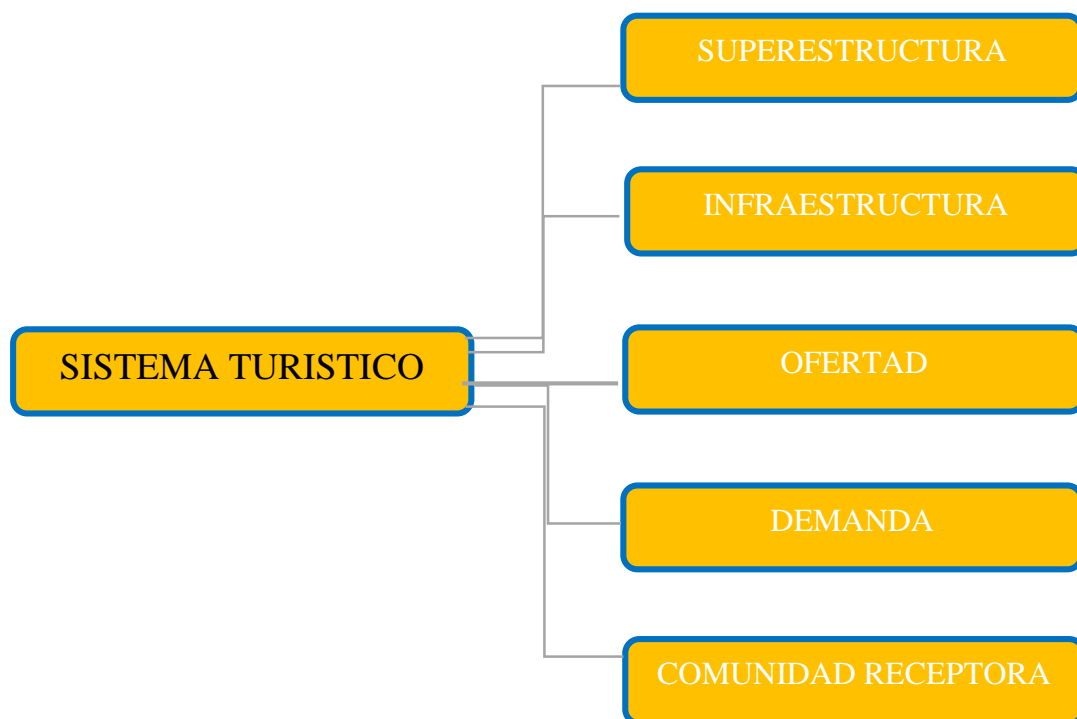 SUPERESTRUCTURA
INFRAESTRUCTURA
SISTEMA TURISTICO
OFERTAD
DEMANDA
COMUNIDAD RECEPTORA